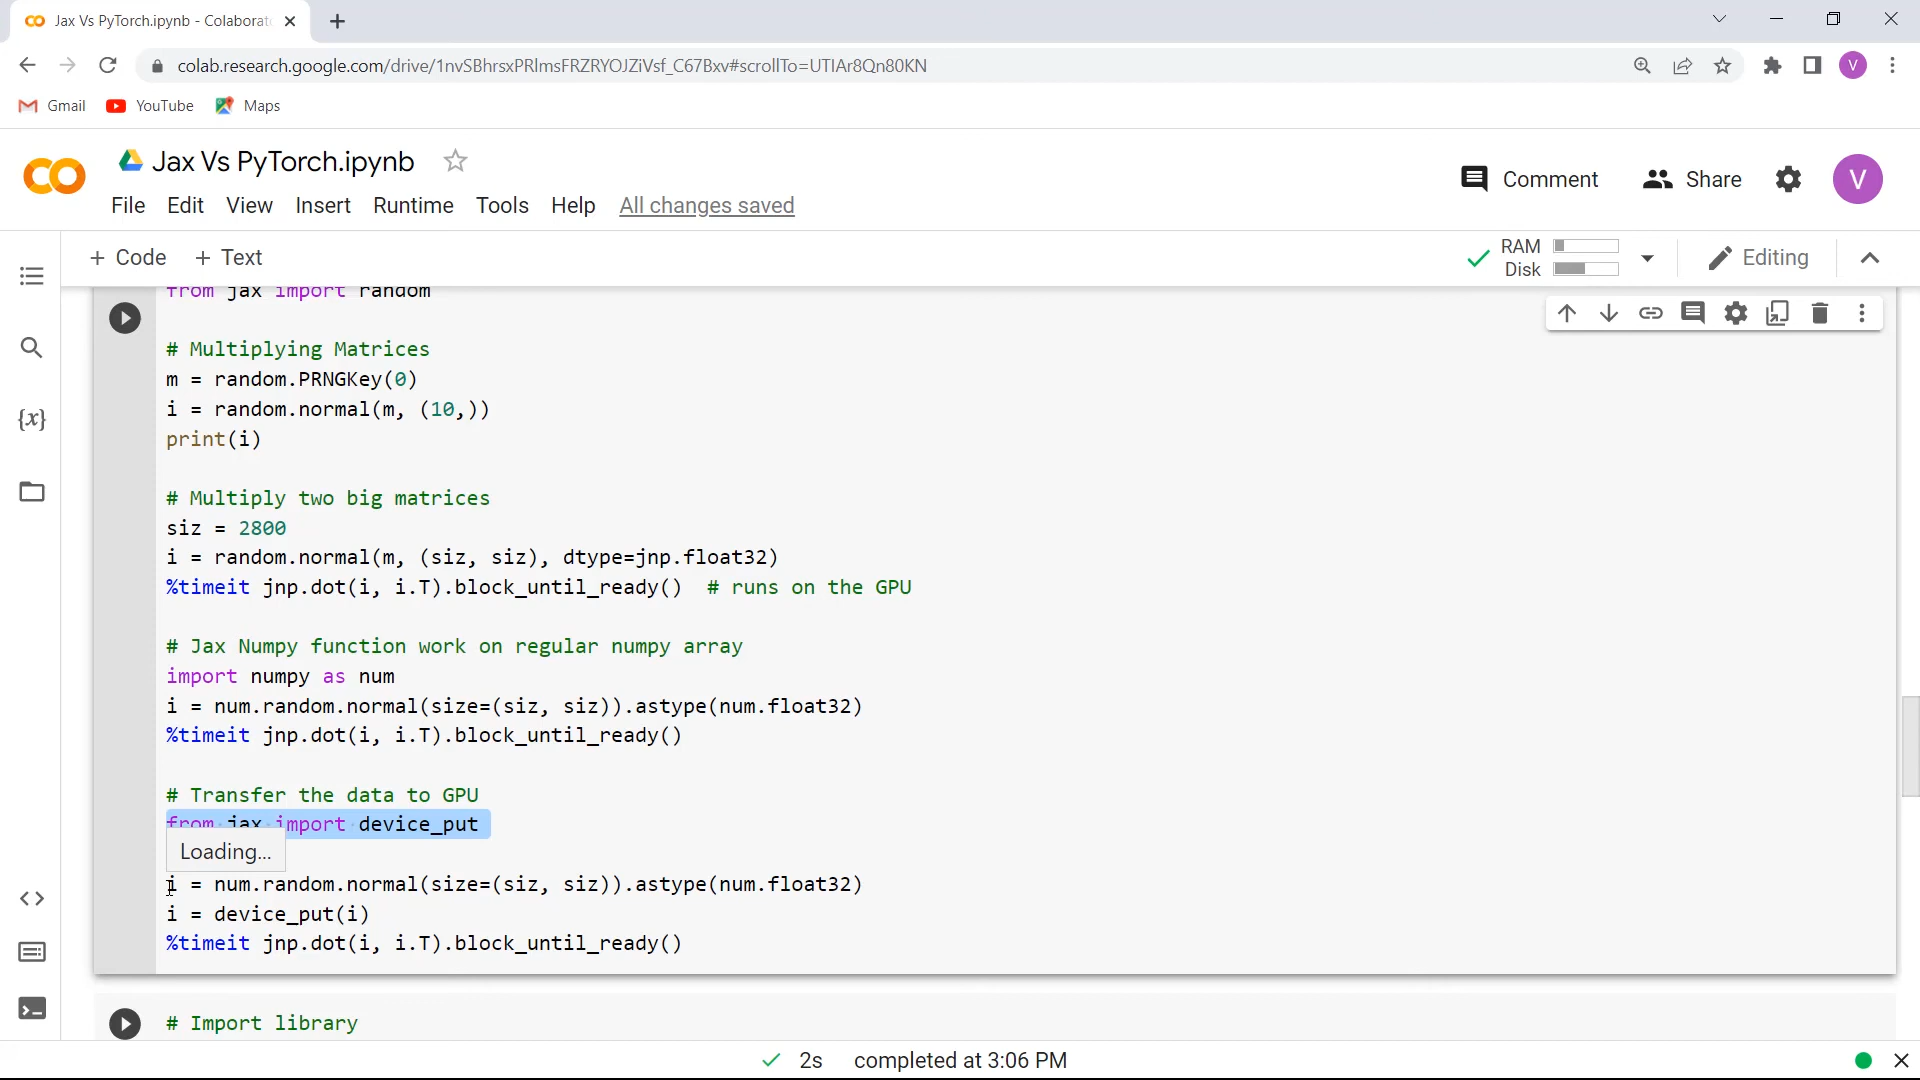 Jax Vs PyTorch.ipynb - Colaborat
colab.research.google.com/drive/1nvSBhrsxPRlmsFRZRYOJZiVsf_C67Bxv#scrollTo=UTIAr8Qn80KN
V
Gmail YouTube Maps
Jax Vs PyTorch.ipynb
Comment Share V
File Edit View Insert Runtime Tools Help All changes saved
+ Code + Text
RAM
Disk
Editing
from jax import random
# Multiplying Matrices
m = random.PRNGKey(0)
i = random.normal(m, (10,))
print(i)
# Multiply two big matrices
siz = 2800
i = random.normal(m, (siz, siz), dtype=jnp.float32)
%timeit jnp.dot(i, i.T).block_until_ready()  # runs on the GPU
# Jax Numpy function work on regular numpy array
import numpy as num
i = num.random.normal(size=(siz, siz)).astype(num.float32)
%timeit jnp.dot(i, i.T).block_until_ready()
# Transfer the data to GPU
from jax import device_put
Loading...
i = num.random.normal(size=(siz, siz)).astype(num.float32)
i = device_put(i)
%timeit jnp.dot(i, i.T).block_until_ready()
# Import library
2s completed at 3:06 PM